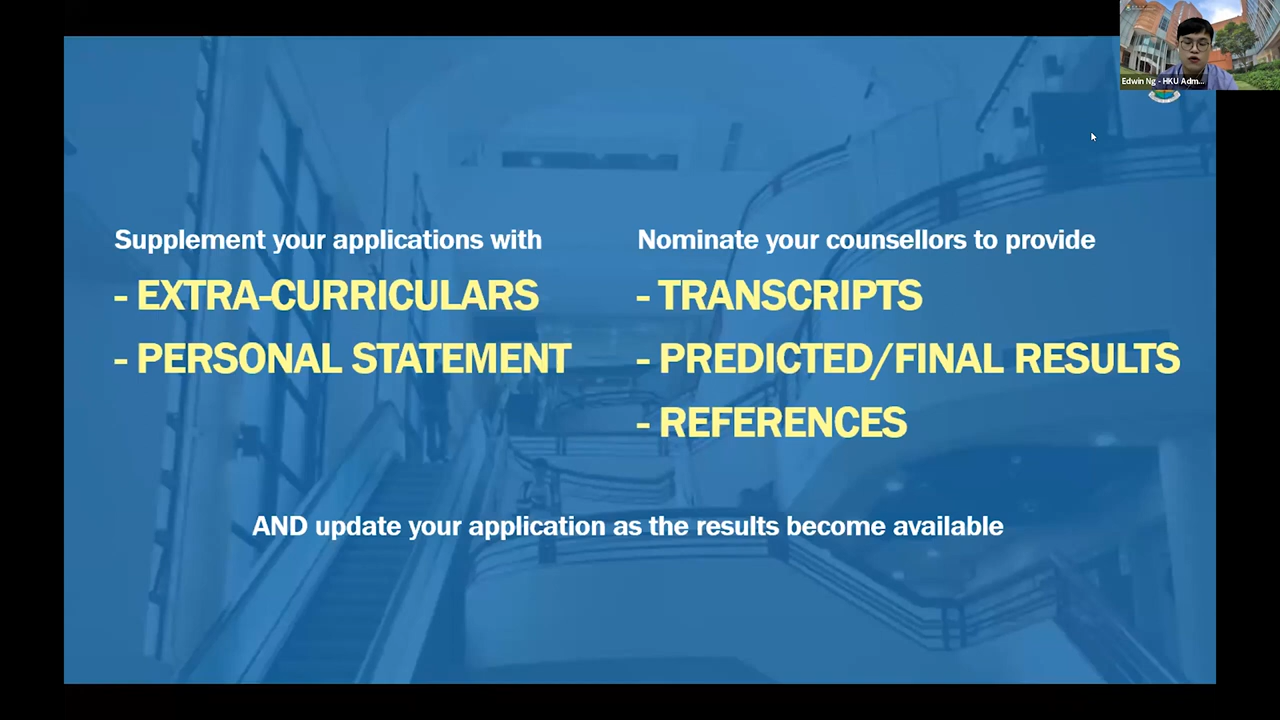 Edwin Ng - HKU Adm...
Supplement your applications with
- EXTRA-CURRICULARS
- PERSONAL STATEMENT
Nominate your counsellors to provide
- TRANSCRIPTS
- PREDICTED/FINAL RESULTS
- REFERENCES
AND update your application as the results become available